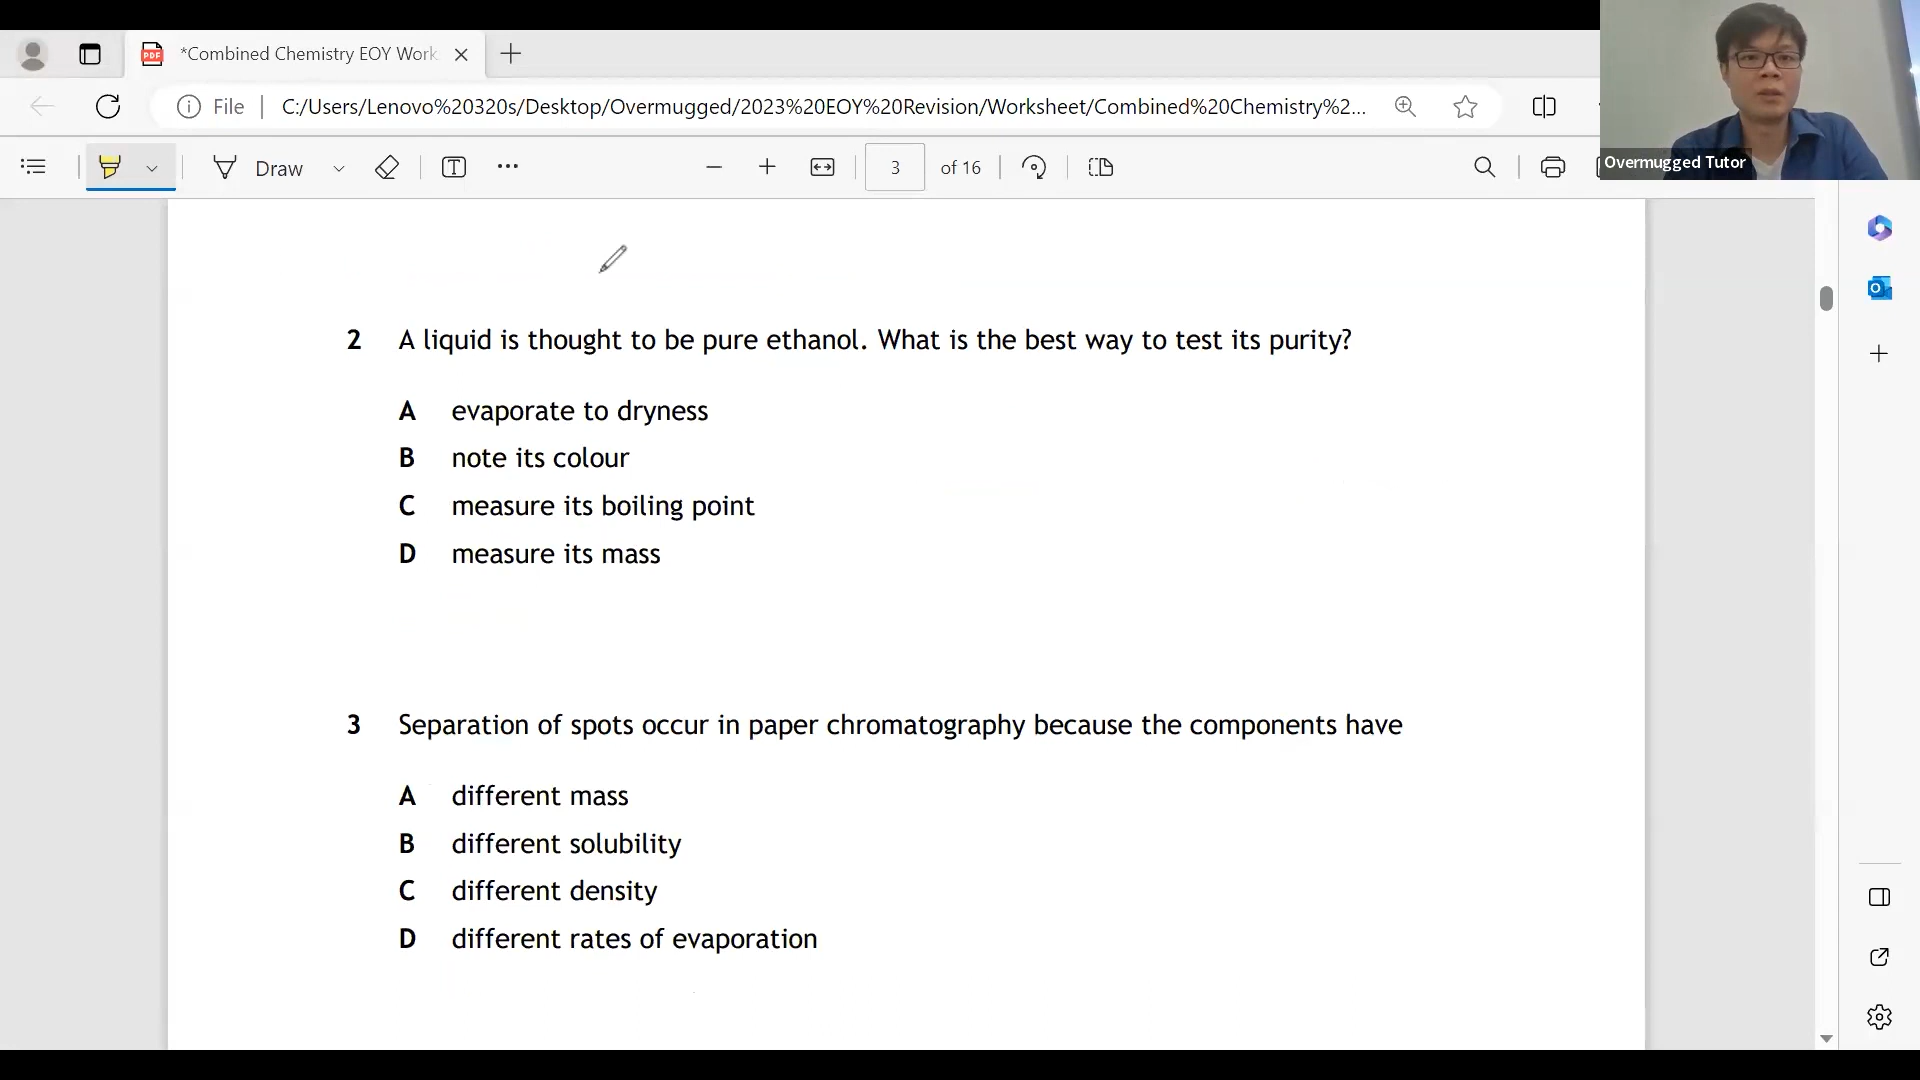 *Combined Chemistry EOY Work
File
C:/Users/Lenovo%20320s/Desktop/Overmugged/2023%20EOY%20Revision/Worksheet/Combined%20Chemistry%2...
Overmugged Tutor
Draw
3
of 16
2 A liquid is thought to be pure ethanol. What is the best way to test its purity?
A evaporate to dryness
B note its colour
C measure its boiling point
D measure its mass
3 Separation of spots occur in paper chromatography because the components have
A different mass
B different solubility
C different density
D different rates of evaporation